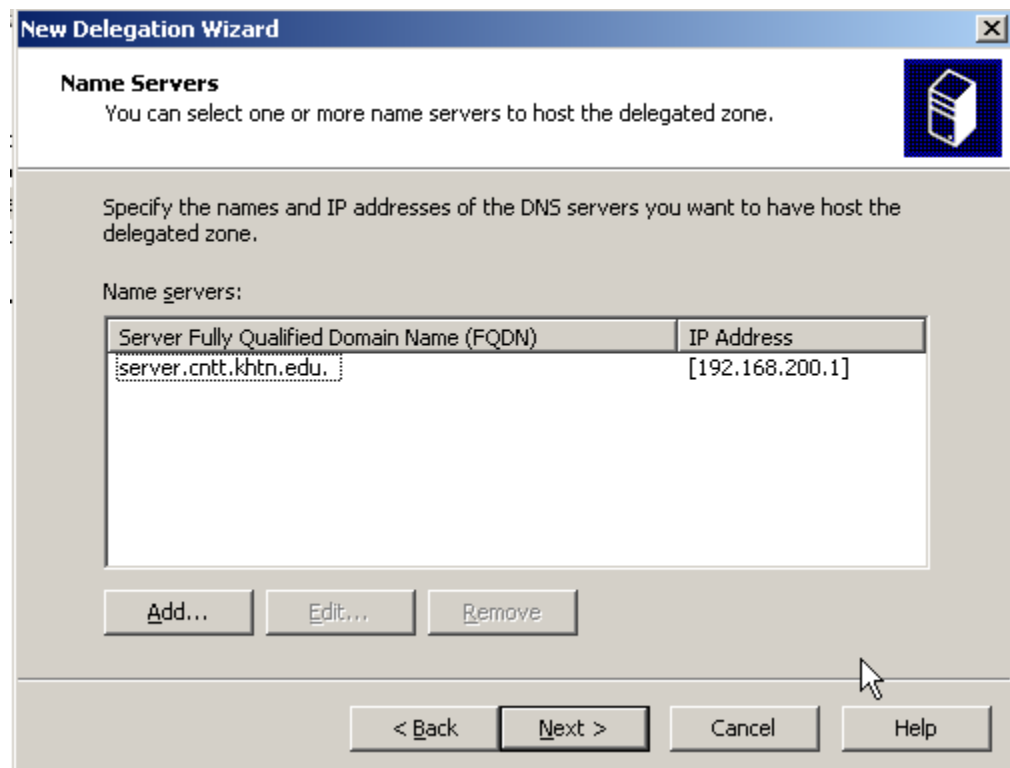 New Delegation Wizard
Name Servers
You can select one or more name servers to host the delegated zone.
Specify the names and IP addresses of the DNS servers you want to have host the
delegated zone.
Name servers:
Server Fully Qualified Domain Name (FQDN) IP Address
server.cntt.khtn.edu. [192.168.200.1]
Add... Edit... Remove
< Back Next > Cancel Help